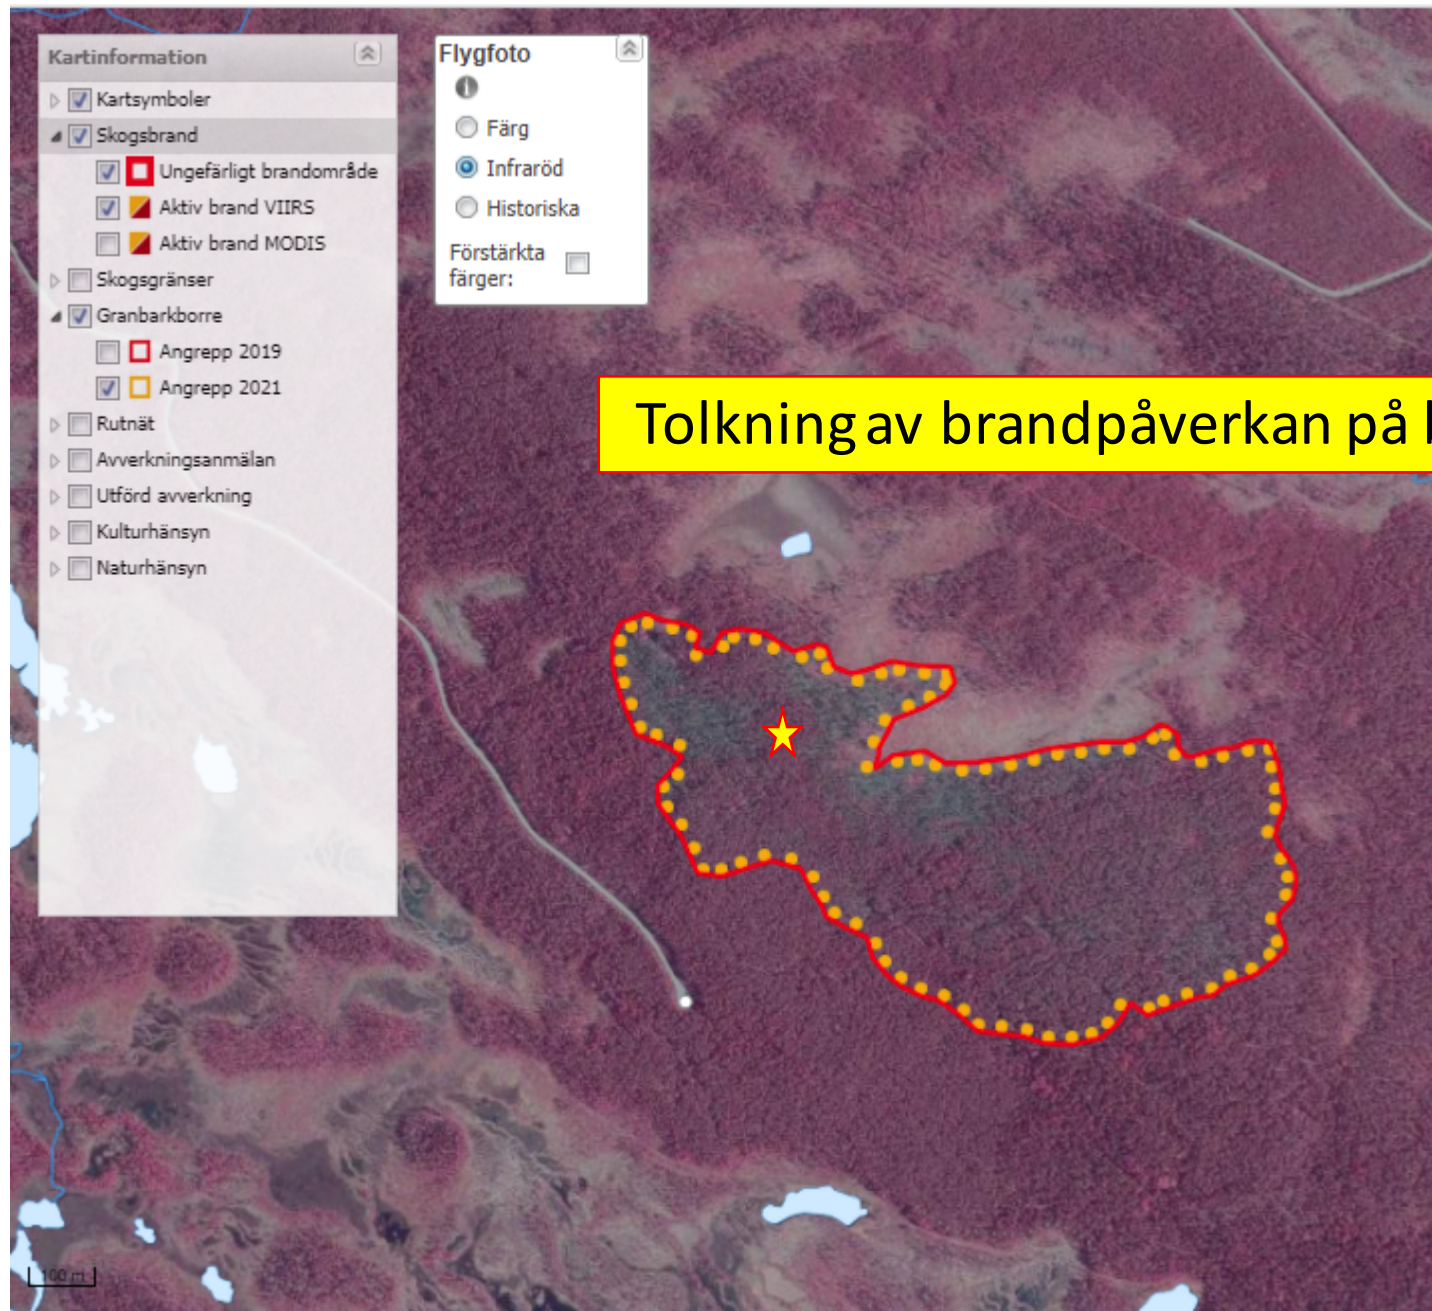 Kartinformation
Kartsymboler
Skogsbrand
Ungefärligt brandområde
Aktiv brand VIIRS
Aktiv brand MODIS
Skogsgränser
Granbarkborre
Angrepp 2019
Angrepp 2021
Rutnät
Avverkningsanmälan
Utförd avverkning
Kulturhänsyn
Naturhänsyn
Flygfoto
Färg
Infraröd
Historiska
Förstärkta
färger:
Tolkning av brandpåverkan på
100 m